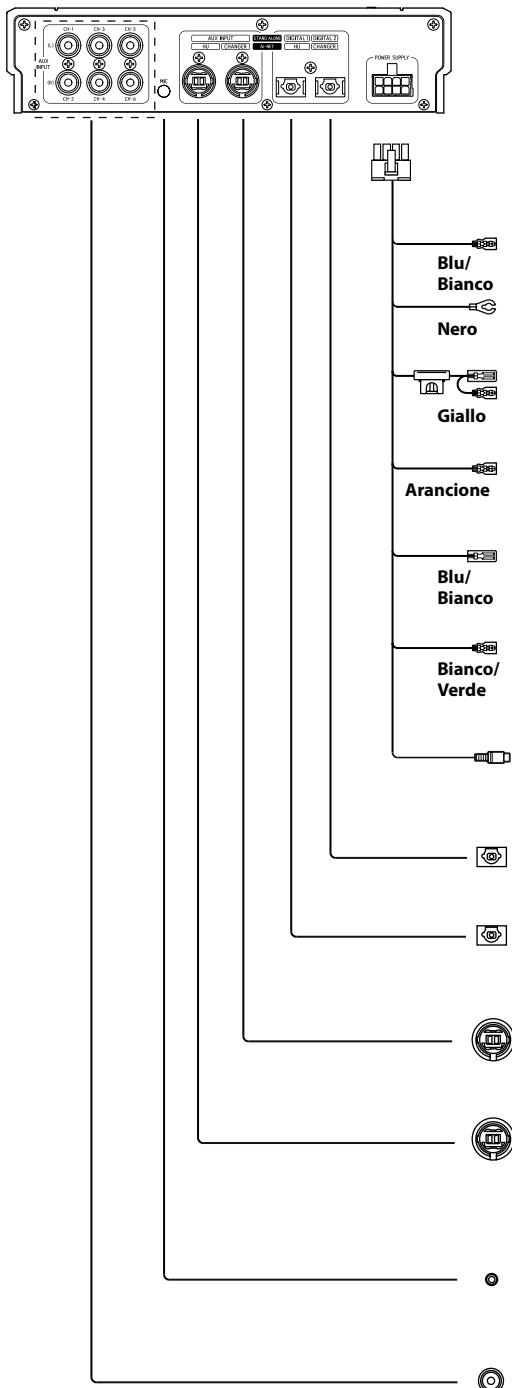 CH-1 CH-3 CH-5
(L)
AUX
INPUT
(R)
CH-2 CH-4 CH-6
MIC
AUX INPUT STAND ALONE DIGITAL 1 DIGITAL 2
HU CHANGER AI-NET HU CHANGER
POWER SUPPLY
Blu/
Bianco
Nero
Giallo
Arancione
Blu/
Bianco
Bianco/
Verde